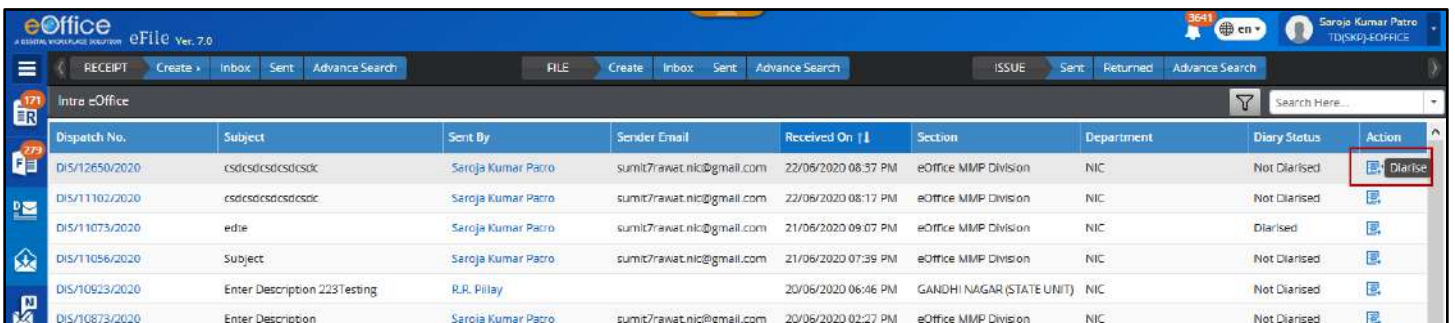 eOffice
A DIGITAL WORKPLACE SOLUTION eFile Ver. 7.0
3641 en Saroja Kumar Patro
TD(SKP)-EOFFICE
RECEIPT Create Inbox Sent Advance Search FILE Create Inbox Sent Advance Search ISSUE Sent Returned Advance Search
171 R Intra eOffice Search Here...
Dispatch No. Subject Sent By Sender Email Received On Section Department Diary Status Action
279 F DIS/12650/2020 csdcsdcsdcsdcsdc Saroja Kumar Patro sumit7rawat.nic@gmail.com 22/06/2020 08:37 PM eOffice MMP Division NIC Not Diarised Diarise
D DIS/11102/2020 csdcsdcsdcsdcsdc Saroja Kumar Patro sumit7rawat.nic@gmail.com 22/06/2020 08:17 PM eOffice MMP Division NIC Not Diarised
DIS/11073/2020 edte Saroja Kumar Patro sumit7rawat.nic@gmail.com 21/06/2020 09:07 PM eOffice MMP Division NIC Diarised
DIS/11056/2020 Subject Saroja Kumar Patro sumit7rawat.nic@gmail.com 21/06/2020 07:39 PM eOffice MMP Division NIC Not Diarised
N DIS/10923/2020 Enter Description 223Testing R.R. Pillay 20/06/2020 06:46 PM GANDHI NAGAR (STATE UNIT) NIC Not Diarised
DIS/10873/2020 Enter Description Saroja Kumar Patro sumit7rawat.nic@gmail.com 20/06/2020 02:27 PM eOffice MMP Division NIC Not Diarised